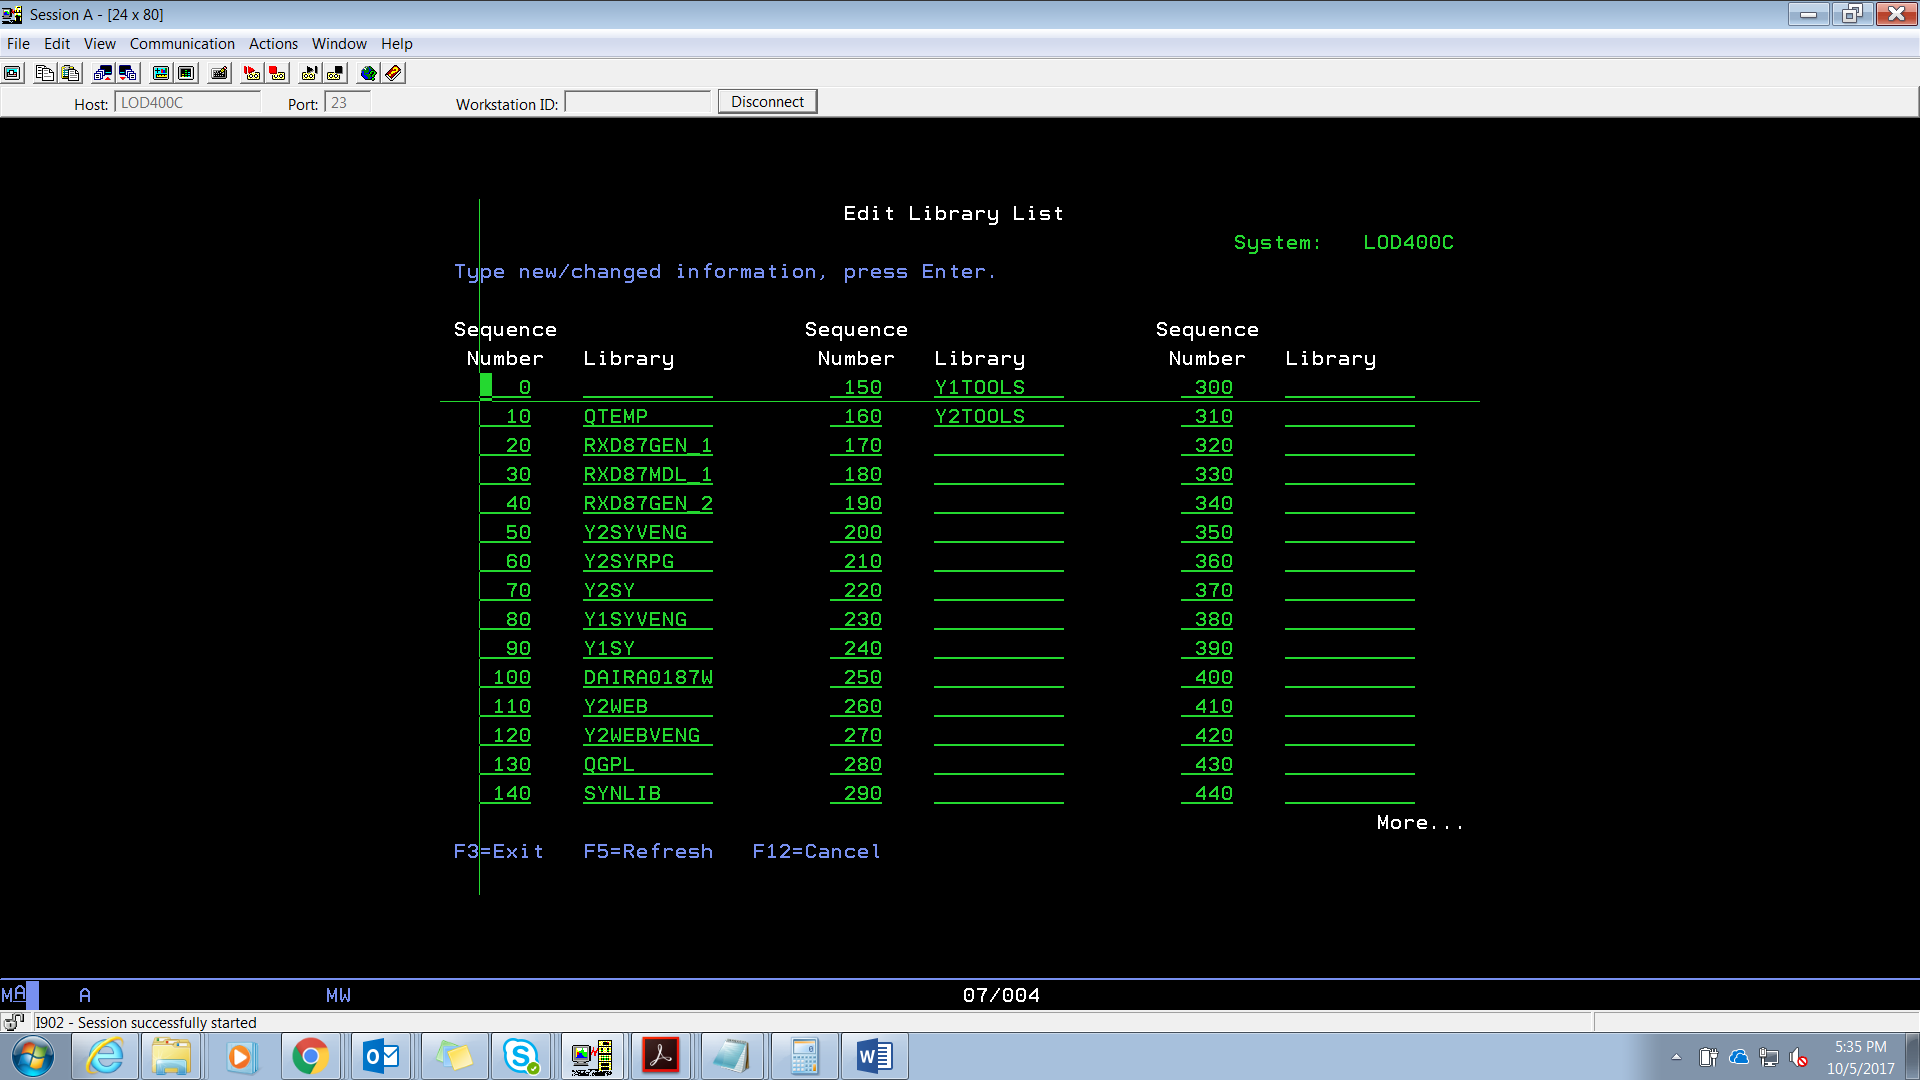 Session A - [24 x 80]
File Edit View Communication Actions Window Help
Host: LOD400C Port: 23 Workstation ID: Disconnect
Edit Library List
System: LOD400C
Type new/changed information, press Enter.
Sequence Sequence Sequence
Number Library Number Library Number Library
0 150 Y1TOOLS 300
10 QTEMP 160 Y2TOOLS 310
20 RXD87GEN_1 170 320
30 RXD87MDL_1 180 330
40 RXD87GEN_2 190 340
50 Y2SYVENG 200 350
60 Y2SYRPG 210 360
70 Y2SY 220 370
80 Y1SYVENG 230 380
90 Y1SY 240 390
100 DAIRA0187W 250 400
110 Y2WEB 260 410
120 Y2WEBVENG 270 420
130 QGPL 280 430
140 SYNLIB 290 440
More...
F3=Exit F5=Refresh F12=Cancel
MA A MW 07/004
I902 - Session successfully started
5:35 PM
10/5/2017